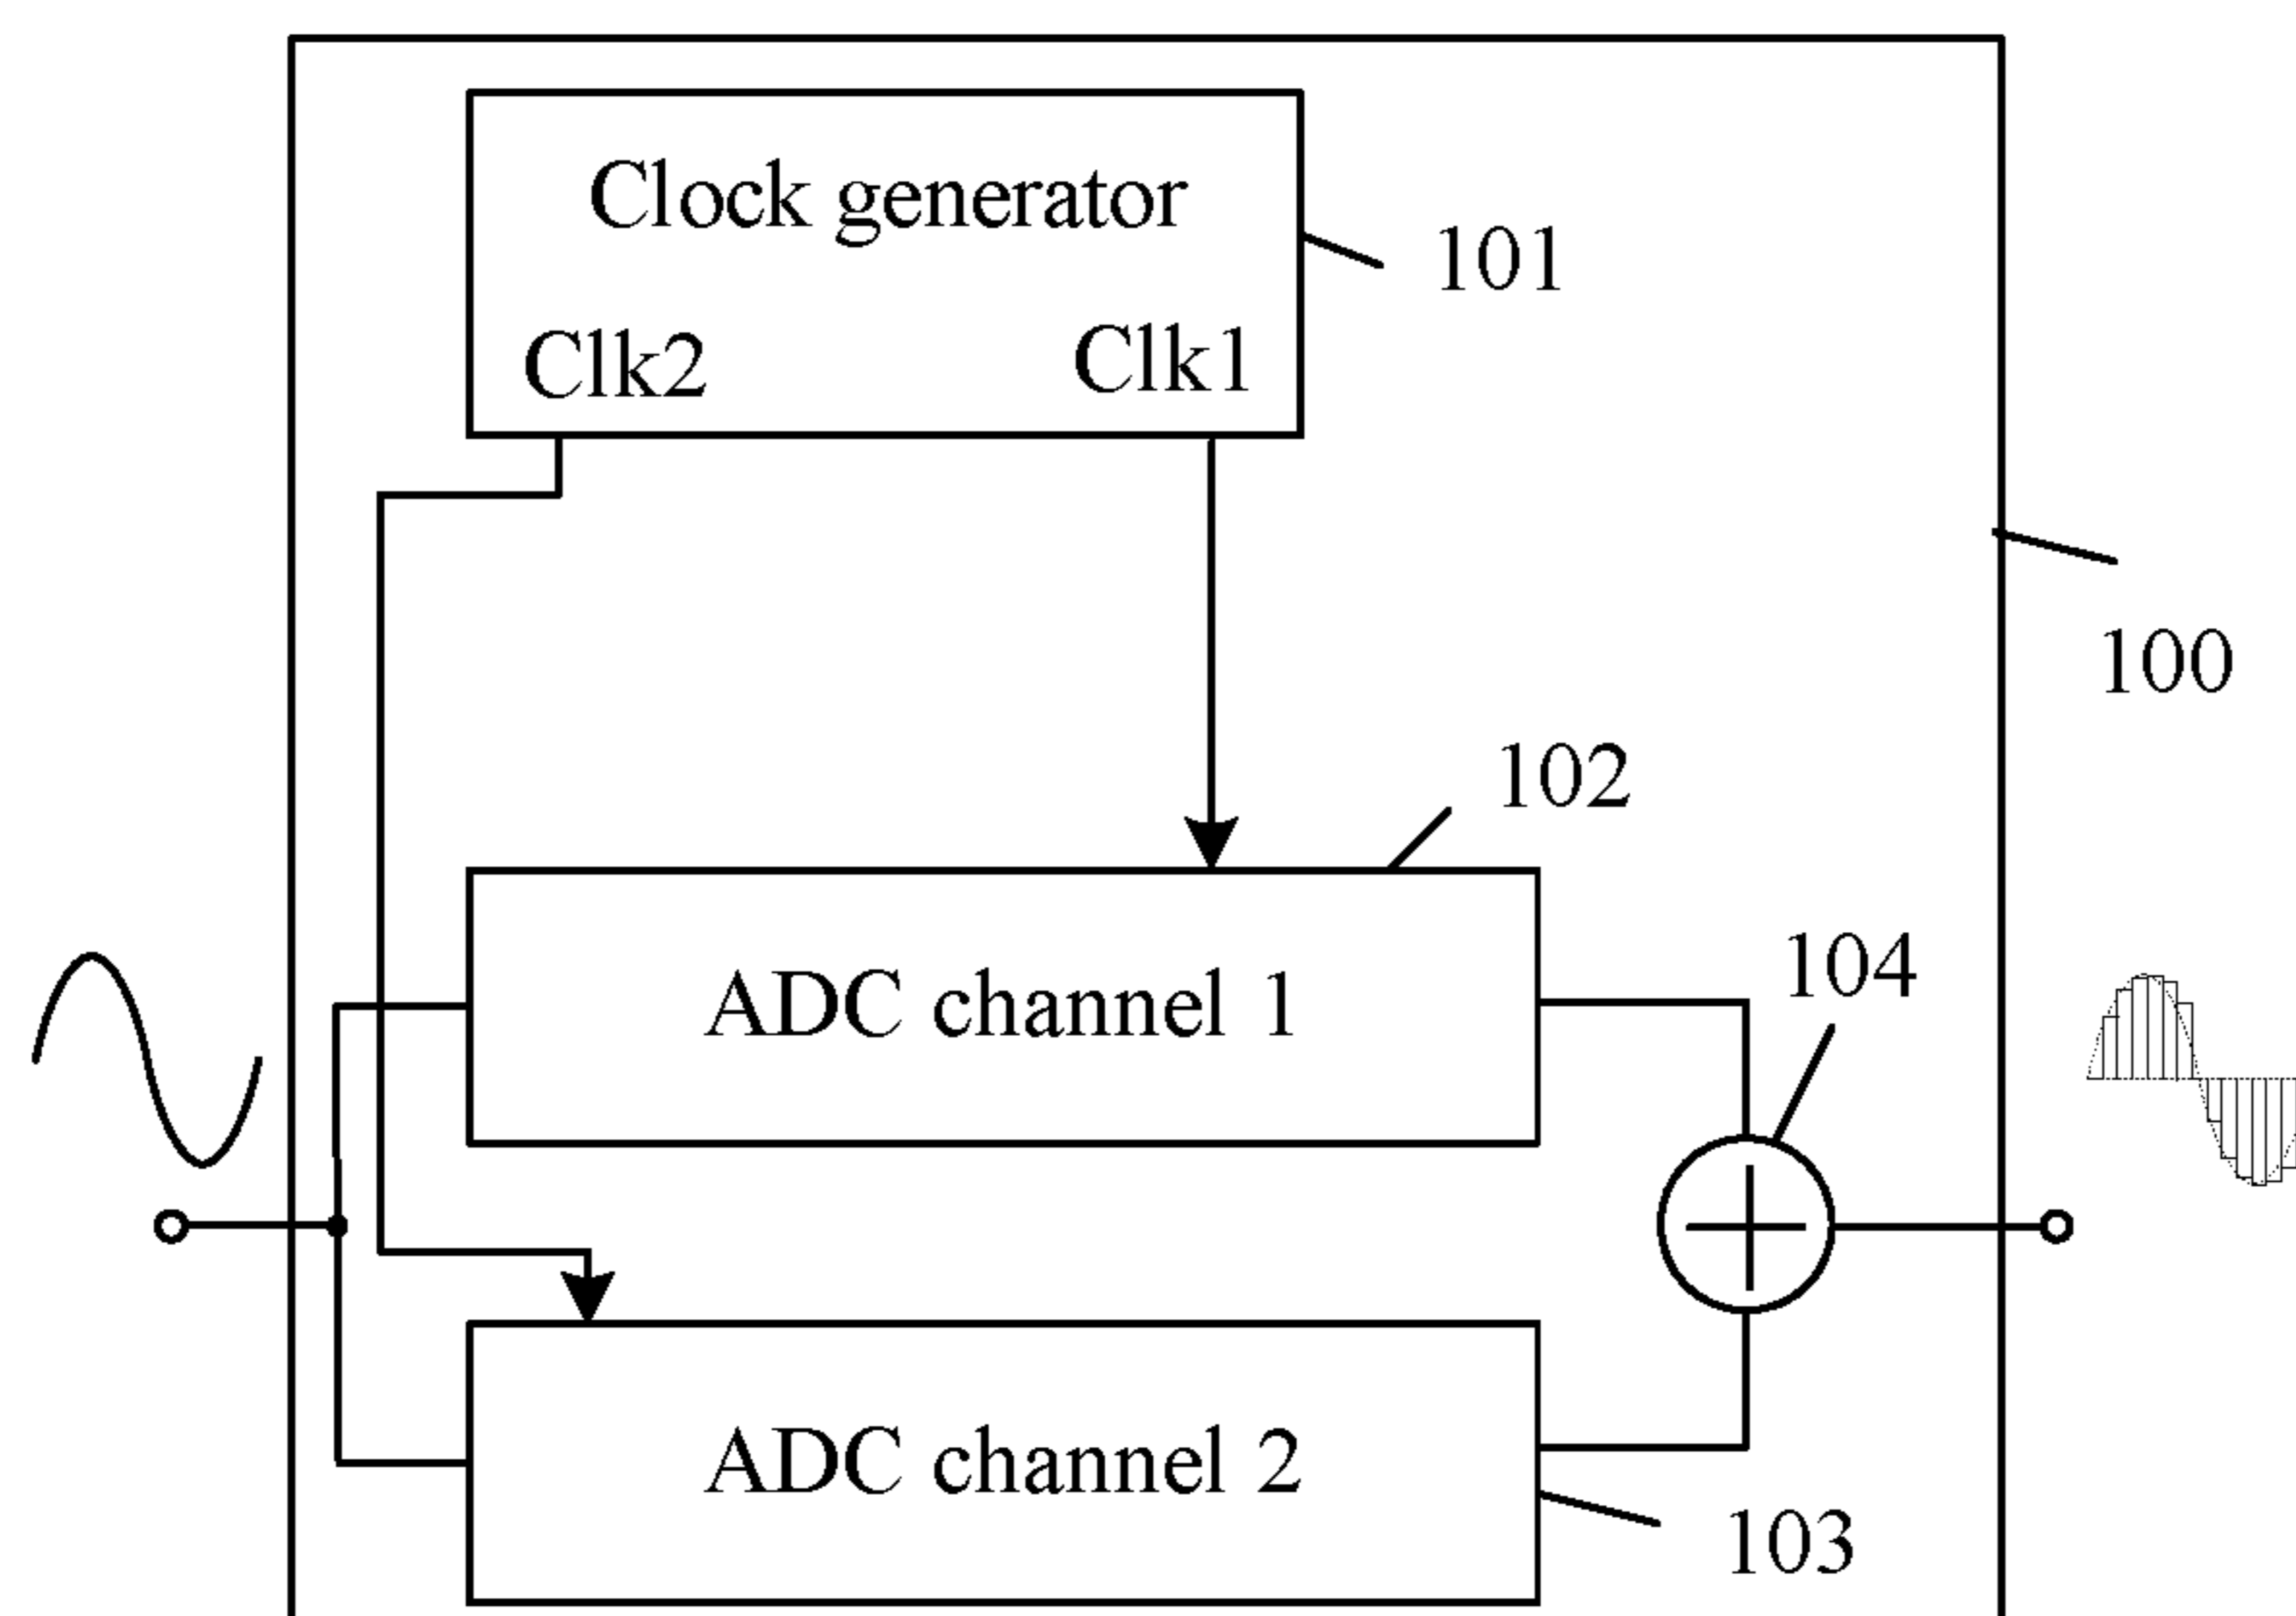 Clock generator
101
Clk2
Clk1
100
102
104
ADC channel 1
ADC channel 2
103